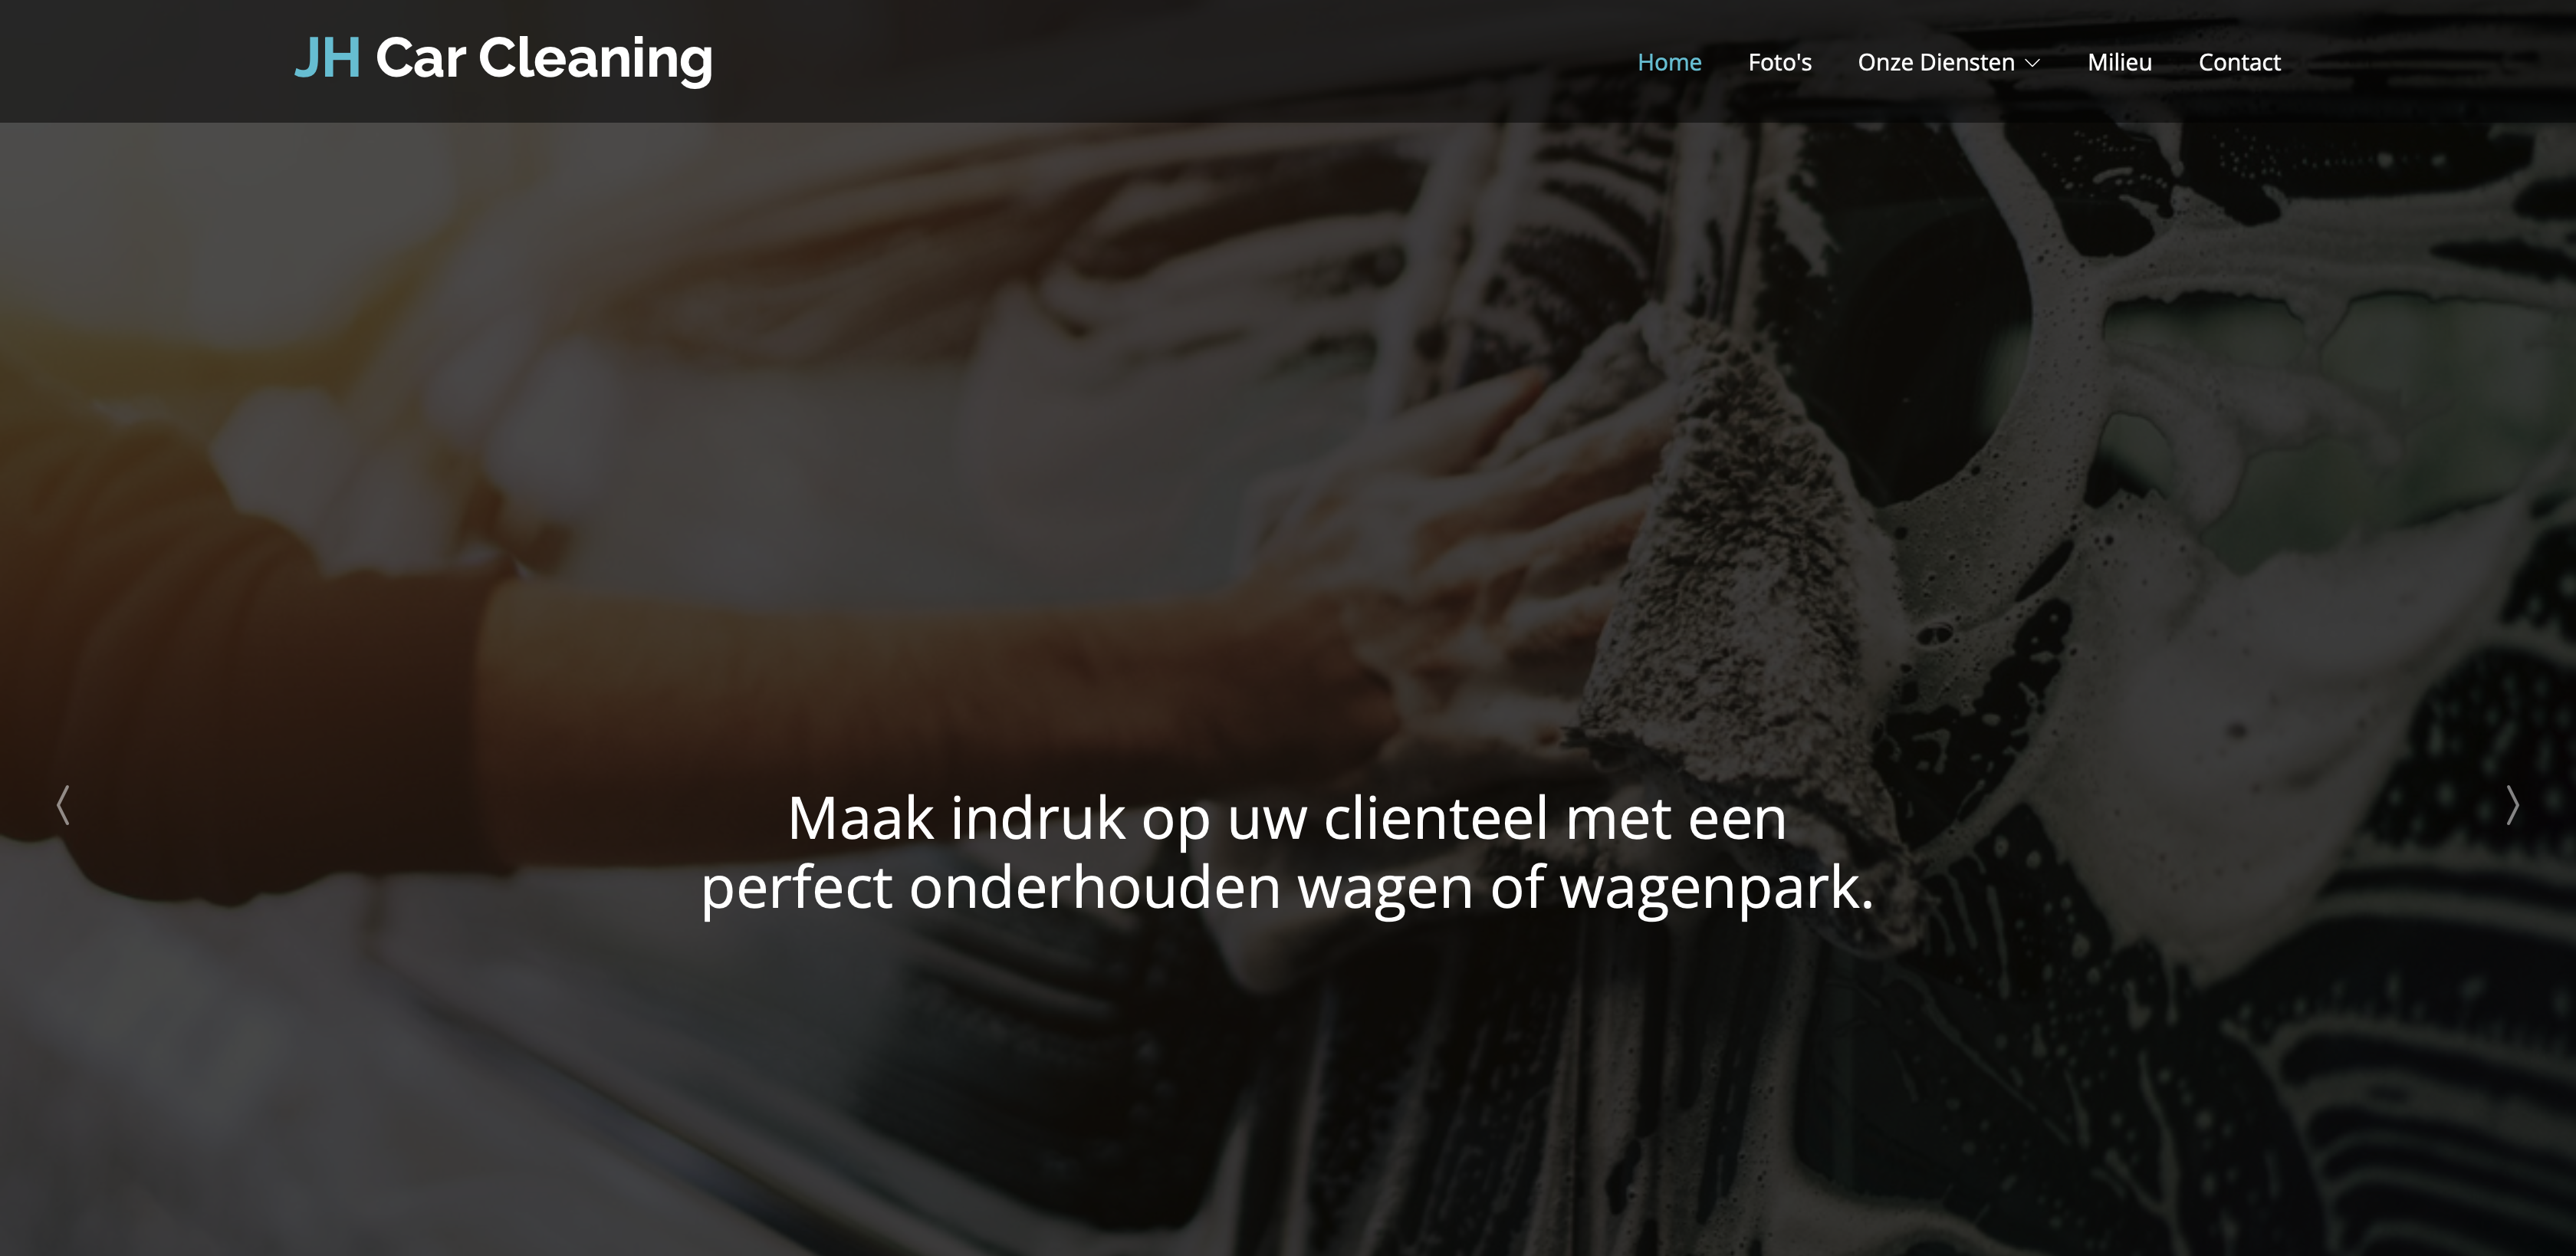 JH Car Cleaning
Home Foto's Onze Diensten Milieu Contact
Maak indruk op uw clienteel met een
perfect onderhouden wagen of wagenpark.